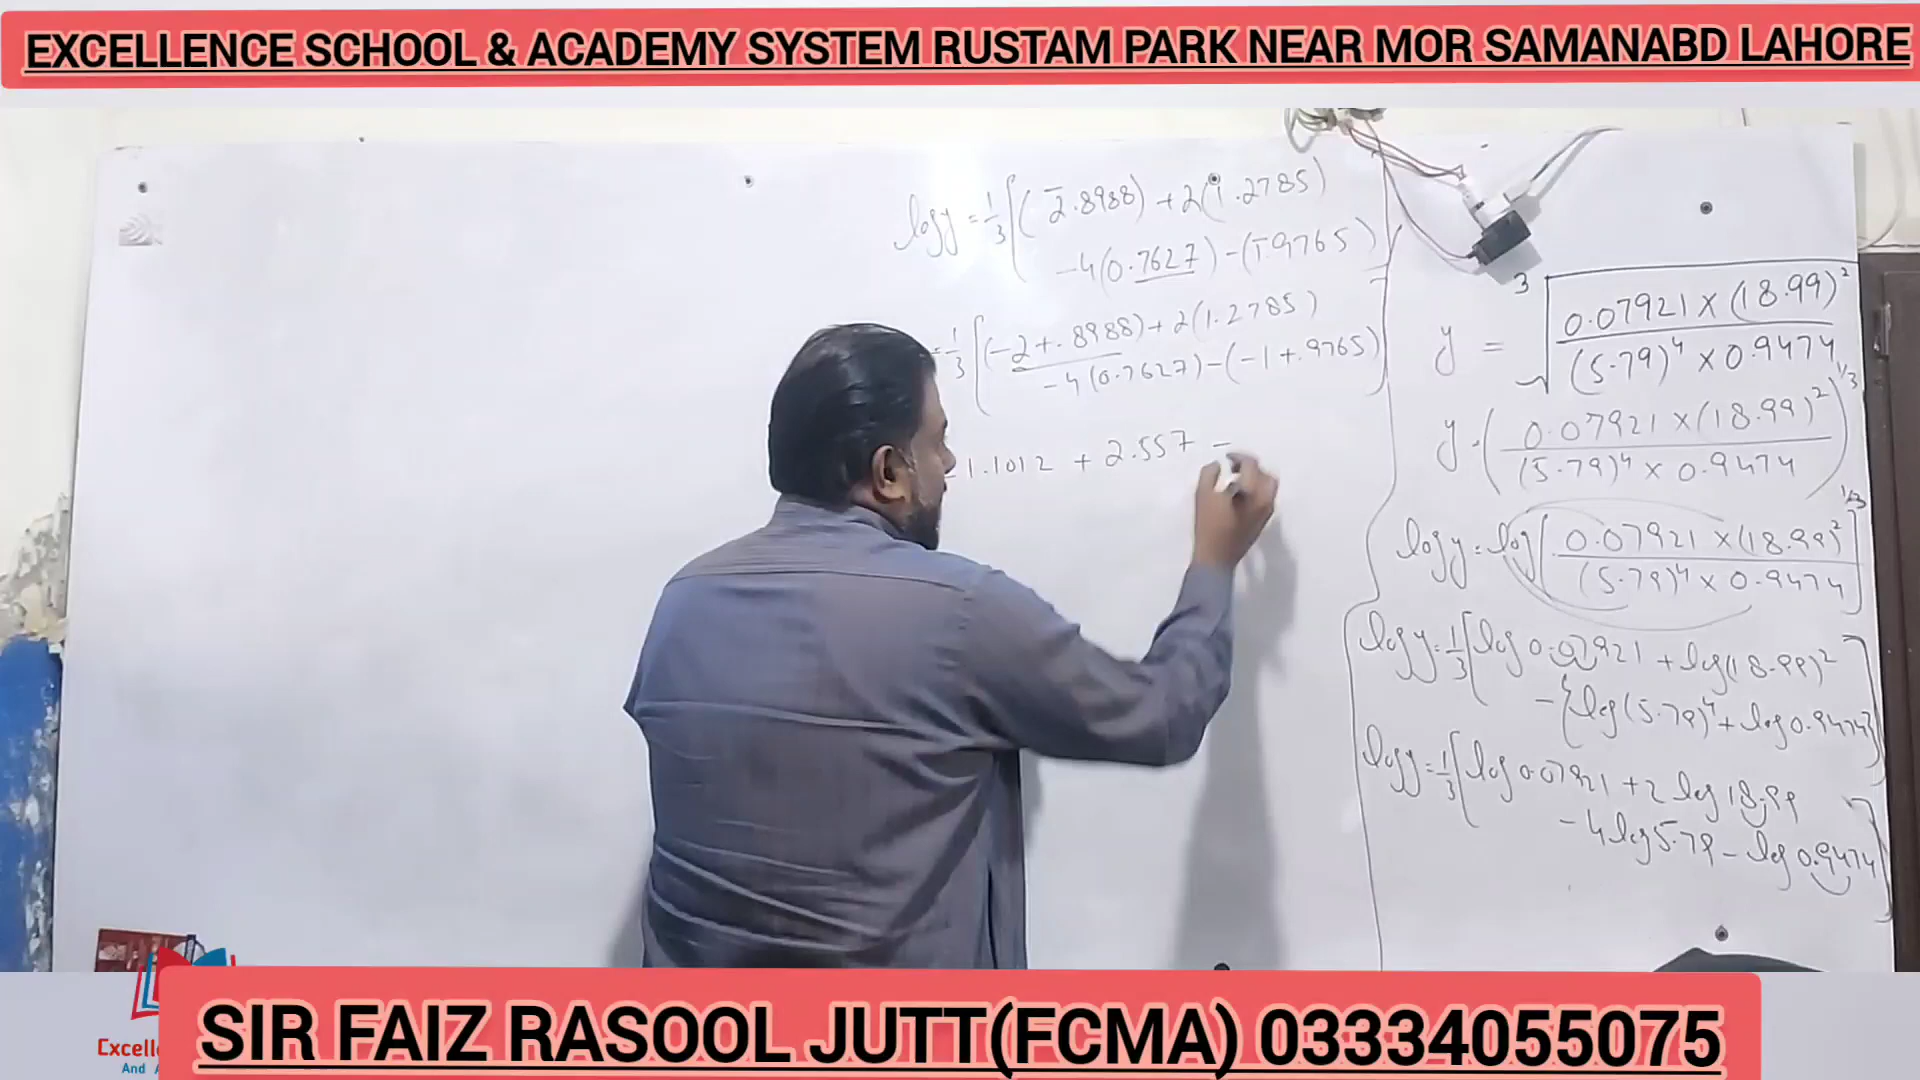 EXCELLENCE SCHOOL & ACADEMY SYSTEM RUSTAM PARK NEAR MOR SAMANABD LAHORE
log y = 1/3 [(2̄.8988) + 2(1.2785)
-4(0.7627) - (1̄.9765)]
= 1/3 [(-2+.8988) + 2(1.2785)
-4(0.7627) - (-1+.9765)]
1.1012 + 2.557 -
y = ∛(0.07921 × (18.99)² / (5.79)⁴ × 0.9474)
y = (0.07921 × (18.99)² / (5.79)⁴ × 0.9474)^1/3
log y = log [0.07921 × (18.99)² / (5.79)⁴ × 0.9474]^1/3
log y = 1/3 [log 0.07921 + log(18.99)²
- {log(5.79)⁴ + log 0.9474}]
log y = 1/3 [log 0.07921 + 2 log 18.99
- 4 log 5.79 - log 0.9474]
Excelle
And A
SIR FAIZ RASOOL JUTT(FCMA) 03334055075